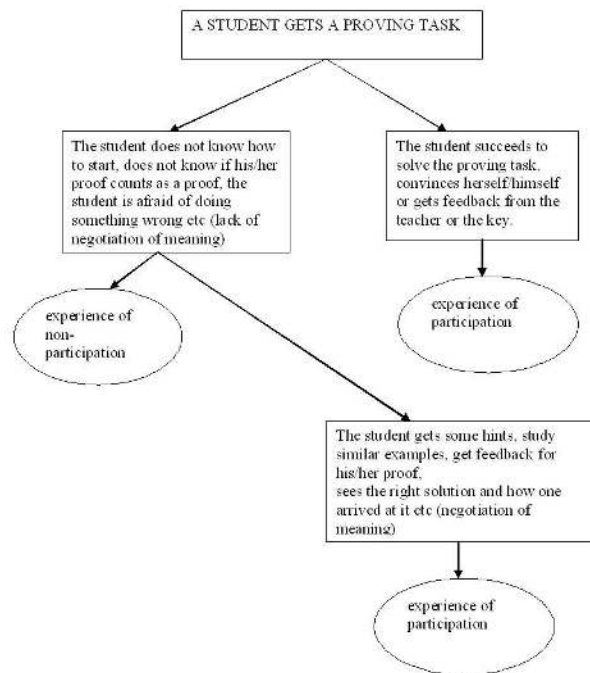 A STUDENT GETS A PROVING TASK
The student does not know how
to start, does not know if his/her
proof counts as a proof, the
student is afraid of doing
something wrong etc (lack of
negotiation of meaning)
The student succeeds to
solve the proving task,
convinces herself/himself
or gets feedback from the
teacher or the key.
experience of
non-
participation
experience of
participation
The student gets some hints, study
similar examples, get feedback for
his/her proof,
sees the right solution and how one
arrived at it etc (negotiation of
meaning)
experience of
participation